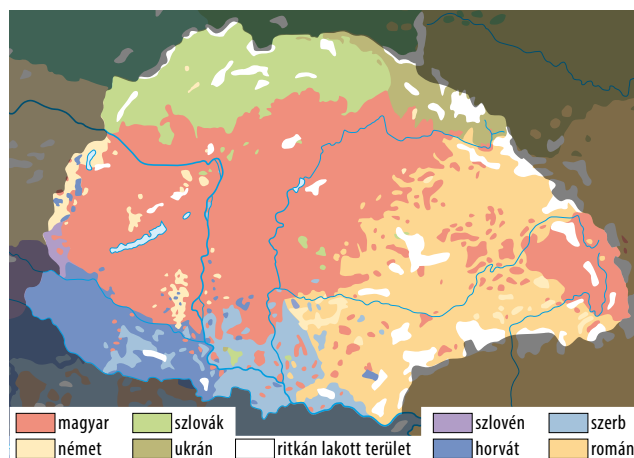 magyar szlovák szlovén szerb
német ukrán ritkán lakott terület horvát román